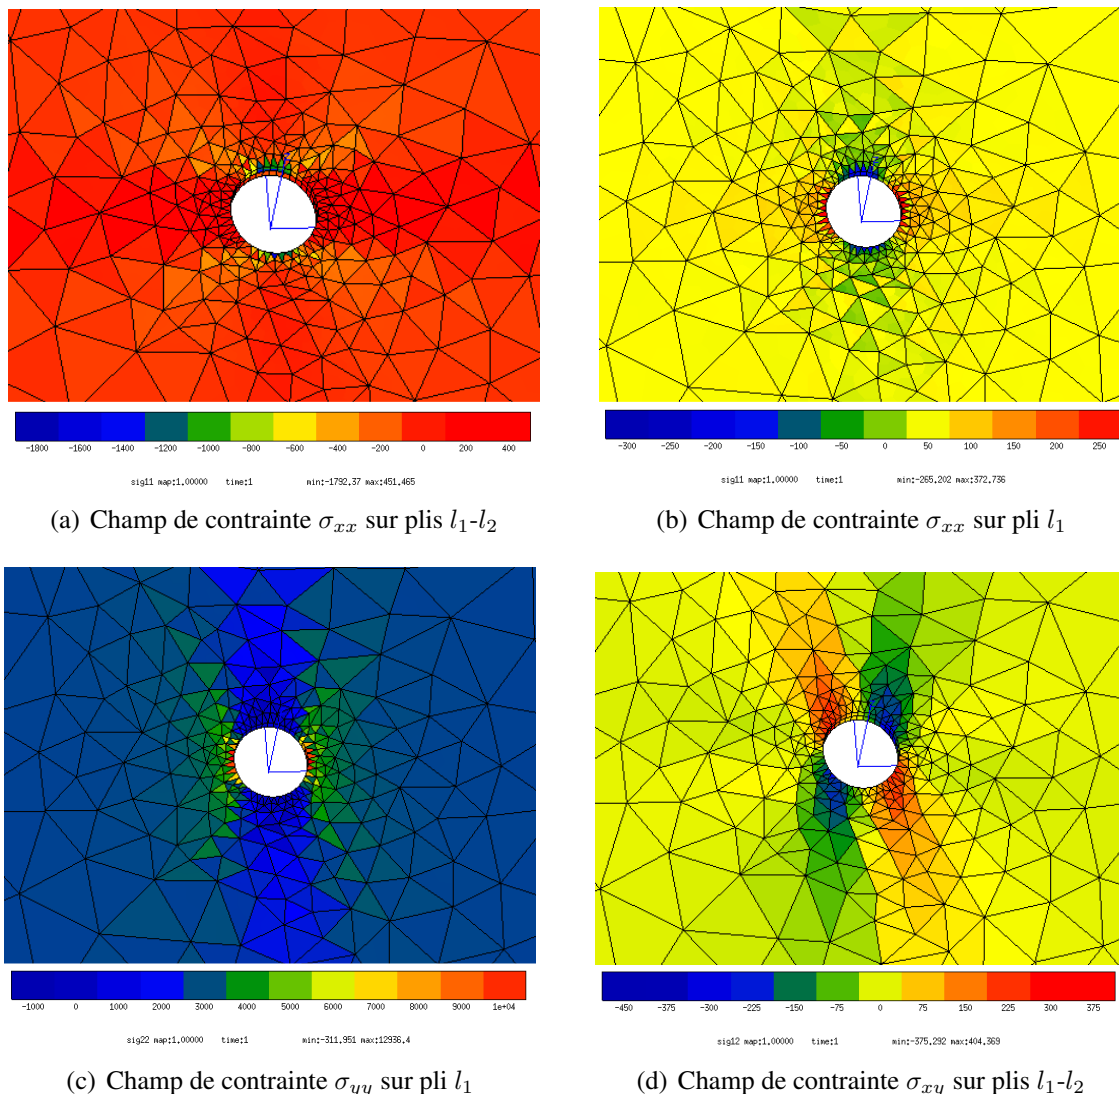 -1800 -1600 -1400 -1200 -1000 -800 -600 -400 -200 0 200 400
sig11 map:1.00000 time:1 min:-1792.37 max:451.465
(a) Champ de contrainte σxx sur plis l1-l2
-300 -250 -200 -150 -100 -50 0 50 100 150 200 250
sig11 map:1.00000 time:1 min:-265.202 max:372.736
(b) Champ de contrainte σxx sur pli l1
-1000 0 1000 2000 3000 4000 5000 6000 7000 8000 9000 1e+04
sig22 map:1.00000 time:1 min:-311.951 max:12936.4
(c) Champ de contrainte σyy sur pli l1
-450 -375 -300 -225 -150 -75 0 75 150 225 300 375
sig12 map:1.00000 time:1 min:-375.292 max:404.369
(d) Champ de contrainte σxy sur plis l1-l2